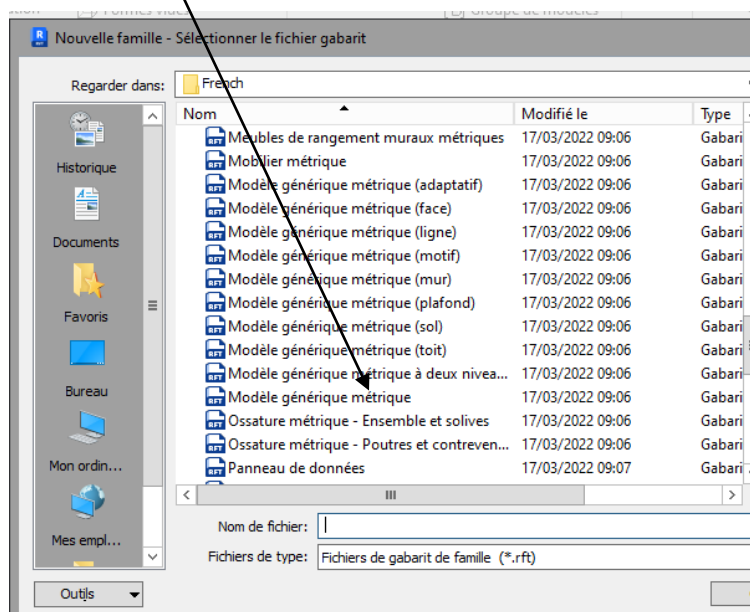 Formes vides
Groupe de modèles
Nouvelle famille - Sélectionner le fichier gabarit
Regarder dans:
French
Nom
Modifié le
Type
Historique
Documents
Favoris
Bureau
Mon ordin...
Mes empl...
Meubles de rangement muraux métriques 17/03/2022 09:06 Gabari
Mobilier métrique 17/03/2022 09:06 Gabari
Modèle générique métrique (adaptatif) 17/03/2022 09:06 Gabari
Modèle générique métrique (face) 17/03/2022 09:06 Gabari
Modèle générique métrique (ligne) 17/03/2022 09:06 Gabari
Modèle générique métrique (motif) 17/03/2022 09:06 Gabari
Modèle générique métrique (mur) 17/03/2022 09:06 Gabari
Modèle générique métrique (plafond) 17/03/2022 09:06 Gabari
Modèle générique métrique (sol) 17/03/2022 09:06 Gabari
Modèle générique métrique (toit) 17/03/2022 09:06 Gabari
Modèle générique métrique à deux nivea... 17/03/2022 09:06 Gabari
Modèle générique métrique 17/03/2022 09:06 Gabari
Ossature métrique - Ensemble et solives 17/03/2022 09:06 Gabari
Ossature métrique - Poutres et contreven... 17/03/2022 09:06 Gabari
Panneau de données 17/03/2022 09:07 Gabari
Nom de fichier:
Fichiers de type: Fichiers de gabarit de famille (*.rft)
Outils